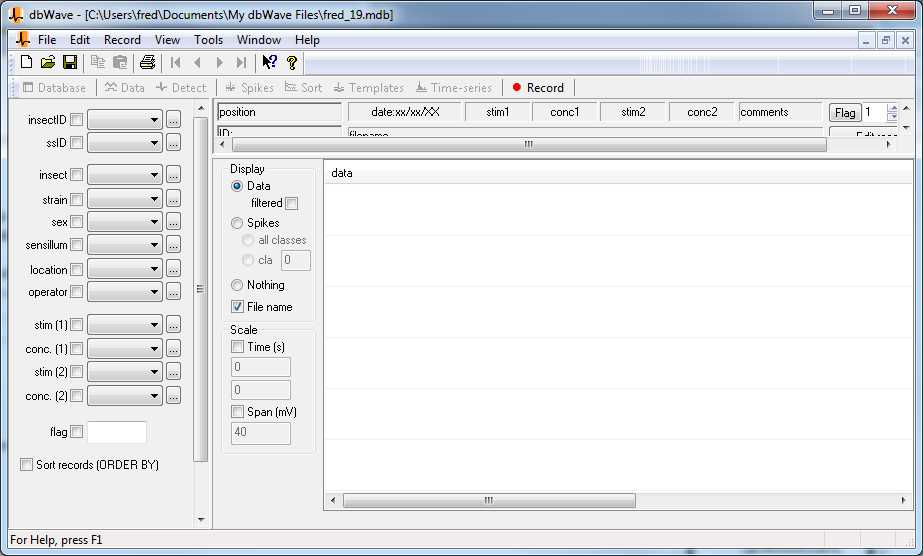 dbWave - [C:\Users\fred\Documents\My dbWave Files\fred_19.mdb]
File Edit Record View Tools Window Help
Database Data Detect Spikes Sort Templates Time-series Record
insectID ...
ssID ...
insect ...
strain ...
sex ...
sensillum ...
location ...
operator ...
stim (1) ...
conc. (1) ...
stim (2) ...
conc. (2) ...
flag
Sort records (ORDER BY)
position date:xx/xx/XX stim1 conc1 stim2 conc2 comments Flag 1
ID: filename
Display
Data
filtered
Spikes
all classes
cla 0
Nothing
File name
Scale
Time (s)
0
0
Span (mV)
40
data
For Help, press F1